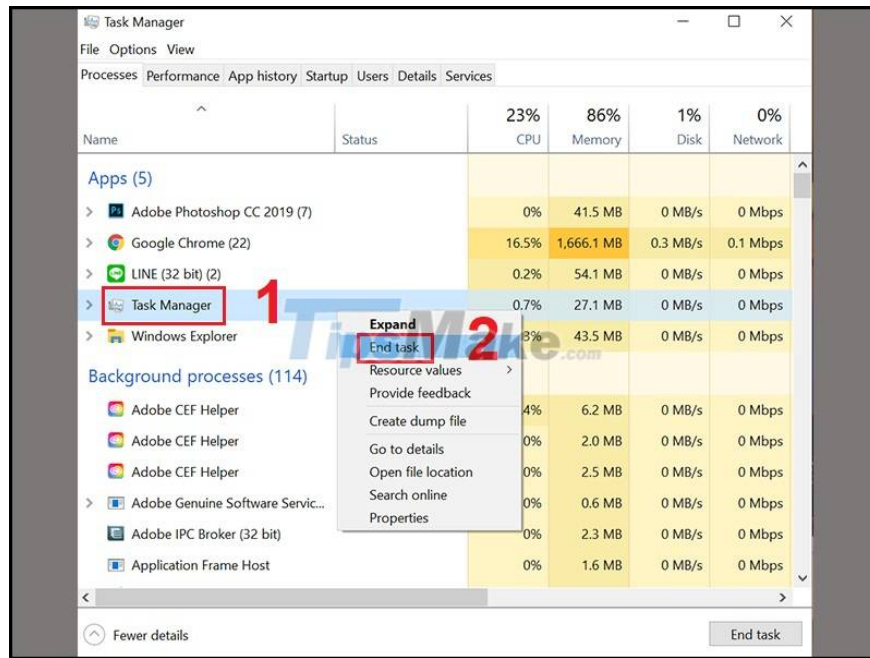 Task Manager
File Options View
Processes Performance App history Startup Users Details Services
23% 86% 1% 0%
Name Status CPU Memory Disk Network
Apps (5)
Adobe Photoshop CC 2019 (7) 0% 41.5 MB 0 MB/s 0 Mbps
Google Chrome (22) 16.5% 1,666.1 MB 0.3 MB/s 0.1 Mbps
LINE (32 bit) (2) 0.2% 54.1 MB 0 MB/s 0 Mbps
Task Manager 1 0.7% 27.1 MB 0 MB/s 0 Mbps
Windows Explorer 3% 43.5 MB 0 MB/s 0 Mbps
TipsMake.com
Expand
End task 2
Resource values
Provide feedback
Create dump file
Go to details
Open file location
Search online
Properties
Background processes (114)
Adobe CEF Helper 4% 6.2 MB 0 MB/s 0 Mbps
Adobe CEF Helper 0% 2.0 MB 0 MB/s 0 Mbps
Adobe CEF Helper 0% 2.5 MB 0 MB/s 0 Mbps
Adobe Genuine Software Servic... 0% 0.6 MB 0 MB/s 0 Mbps
Adobe IPC Broker (32 bit) 0% 2.3 MB 0 MB/s 0 Mbps
Application Frame Host 0% 1.6 MB 0 MB/s 0 Mbps
Fewer details End task